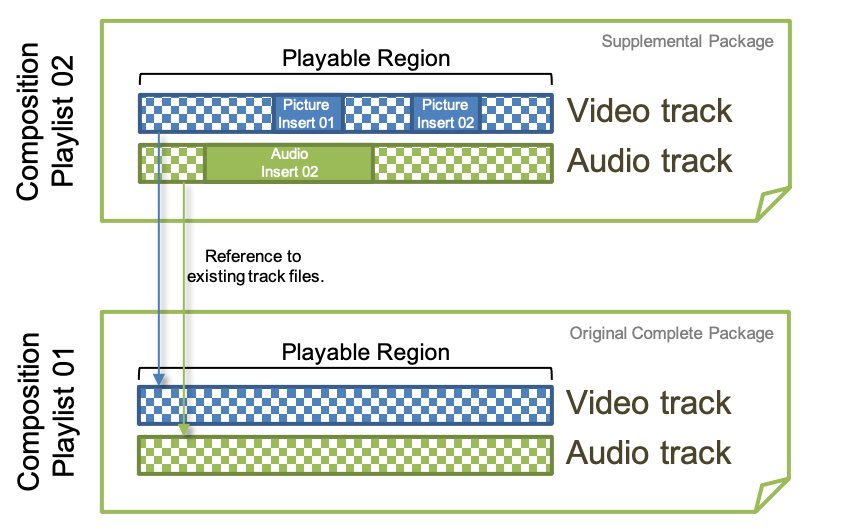 Composition
Playlist 02
Supplemental Package
Playable Region
Picture
Insert 01
Picture
Insert 02
Video track
Audio
Insert 02
Audio track
Reference to
existing track files.
Composition
Playlist 01
Original Complete Package
Playable Region
Video track
Audio track